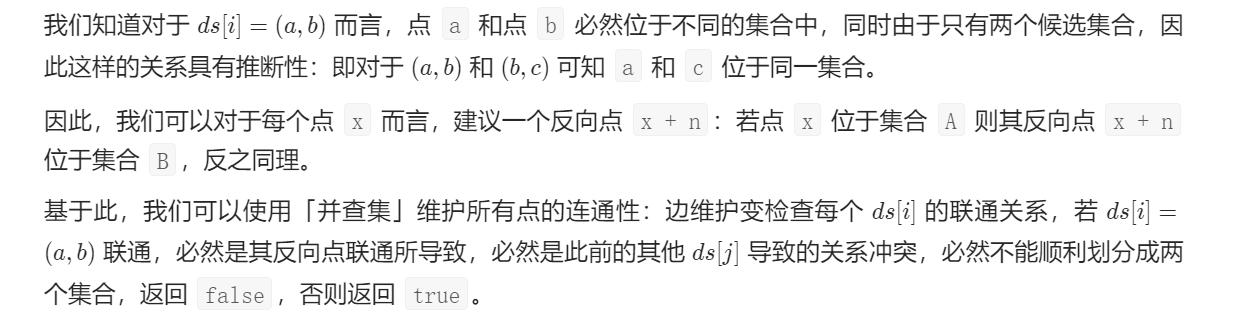 我们知道对于 ds[i] = (a, b) 而言，点 a 和点 b 必然位于不同的集合中，同时由于只有两个候选集合，因
此这样的关系具有推断性：即对于 (a, b) 和 (b, c) 可知 a 和 c 位于同一集合。
因此，我们可以对于每个点 x 而言，建议一个反向点 x + n：若点 x 位于集合 A 则其反向点 x + n
位于集合 B，反之同理。
基于此，我们可以使用「并查集」维护所有点的连通性：边维护变检查每个 ds[i] 的联通关系，若 ds[i] =
(a, b) 联通，必然是其反向点联通所导致，必然是此前的其他 ds[j] 导致的关系冲突，必然不能顺利划分成两
个集合，返回 false，否则返回 true。